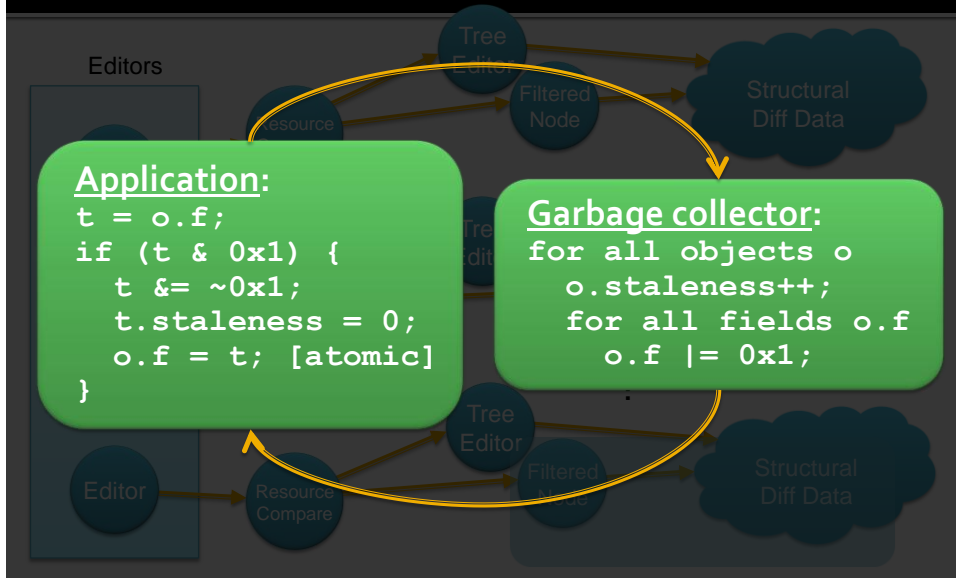 Editors
Tree
Editor
Resource
Filtered
Node
Structural
Diff Data
Application:
t = o.f;
if (t & 0x1) {
t &= ~0x1;
t.staleness = 0;
o.f = t; [atomic]
}
Garbage collector:
for all objects o
o.staleness++;
for all fields o.f
o.f |= 0x1;
Tree
Editor
Editor
Resource
Compare
Filtered
Node
Structural
Diff Data